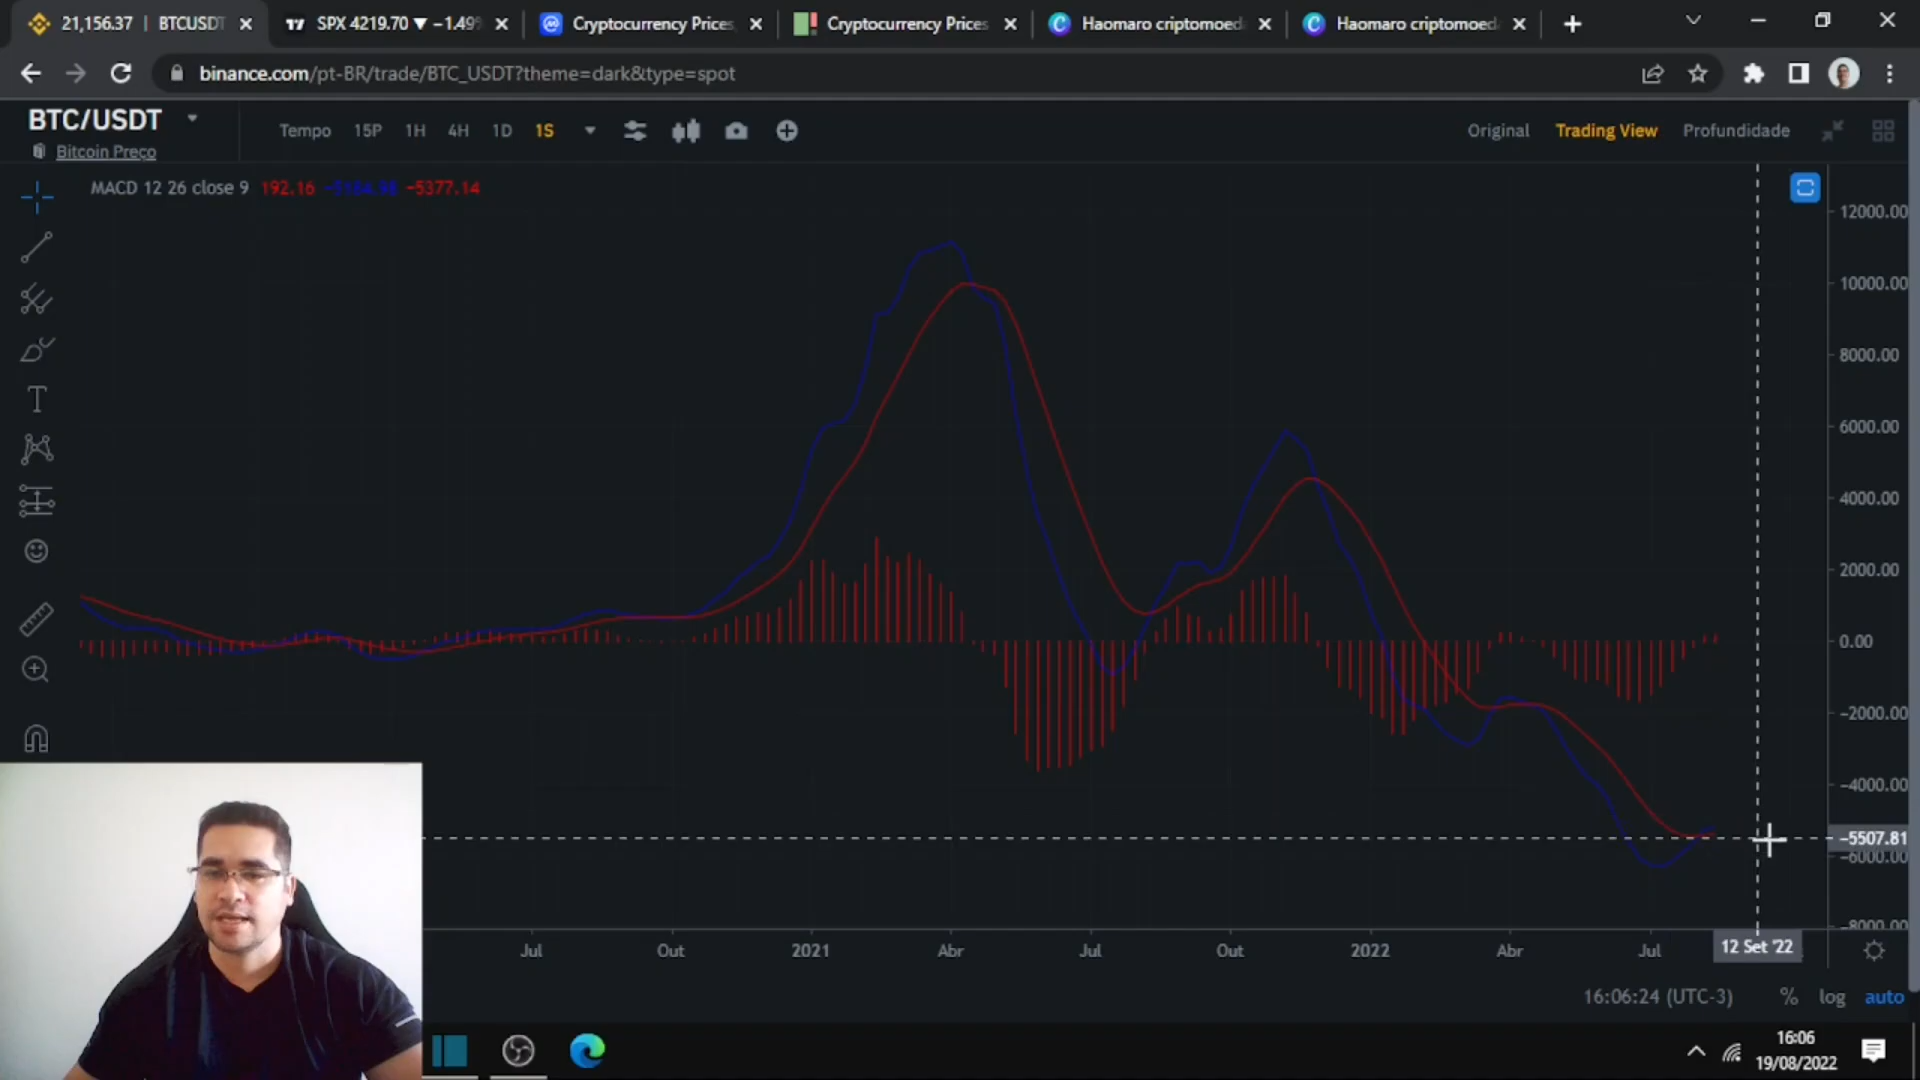 21,156.37 | BTCUSDT
SPX 4219.70 ▼ −1.49%
Cryptocurrency Prices
Cryptocurrency Prices
Haomaro criptomoed
Haomaro criptomoed
binance.com/pt-BR/trade/BTC_USDT?theme=dark&type=spot
BTC/USDT
Bitcoin Preço
Tempo 15P 1H 4H 1D 1S
Original Trading View Profundidade
MACD 12 26 close 9 192.16 −5377.14
12000.00
10000.00
8000.00
6000.00
4000.00
2000.00
0.00
−2000.00
−4000.00
−5507.81
−6000.00
−8000.00
Jul Out 2021 Abr Jul Out 2022 Abr Jul 12 Set '22
16:06:24 (UTC-3) % log auto
16:06
19/08/2022